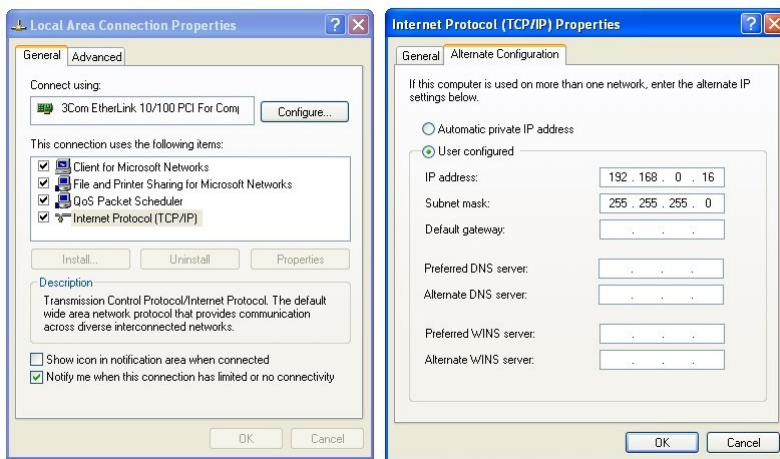 Local Area Connection Properties
General Advanced
Connect using:
3Com EtherLink 10/100 PCI For Comp
Configure...
This connection uses the following items:
Client for Microsoft Networks
File and Printer Sharing for Microsoft Networks
QoS Packet Scheduler
Internet Protocol (TCP/IP)
Install... Uninstall Properties
Description
Transmission Control Protocol/Internet Protocol. The default
wide area network protocol that provides communication
across diverse interconnected networks.
Show icon in notification area when connected
Notify me when this connection has limited or no connectivity
OK Cancel
Internet Protocol (TCP/IP) Properties
General Alternate Configuration
If this computer is used on more than one network, enter the alternate IP
settings below.
Automatic private IP address
User configured
IP address: 192 . 168 . 0 . 16
Subnet mask: 255 . 255 . 255 . 0
Default gateway: . . .
Preferred DNS server: . . .
Alternate DNS server: . . .
Preferred WINS server: . . .
Alternate WINS server: . . .
OK Cancel